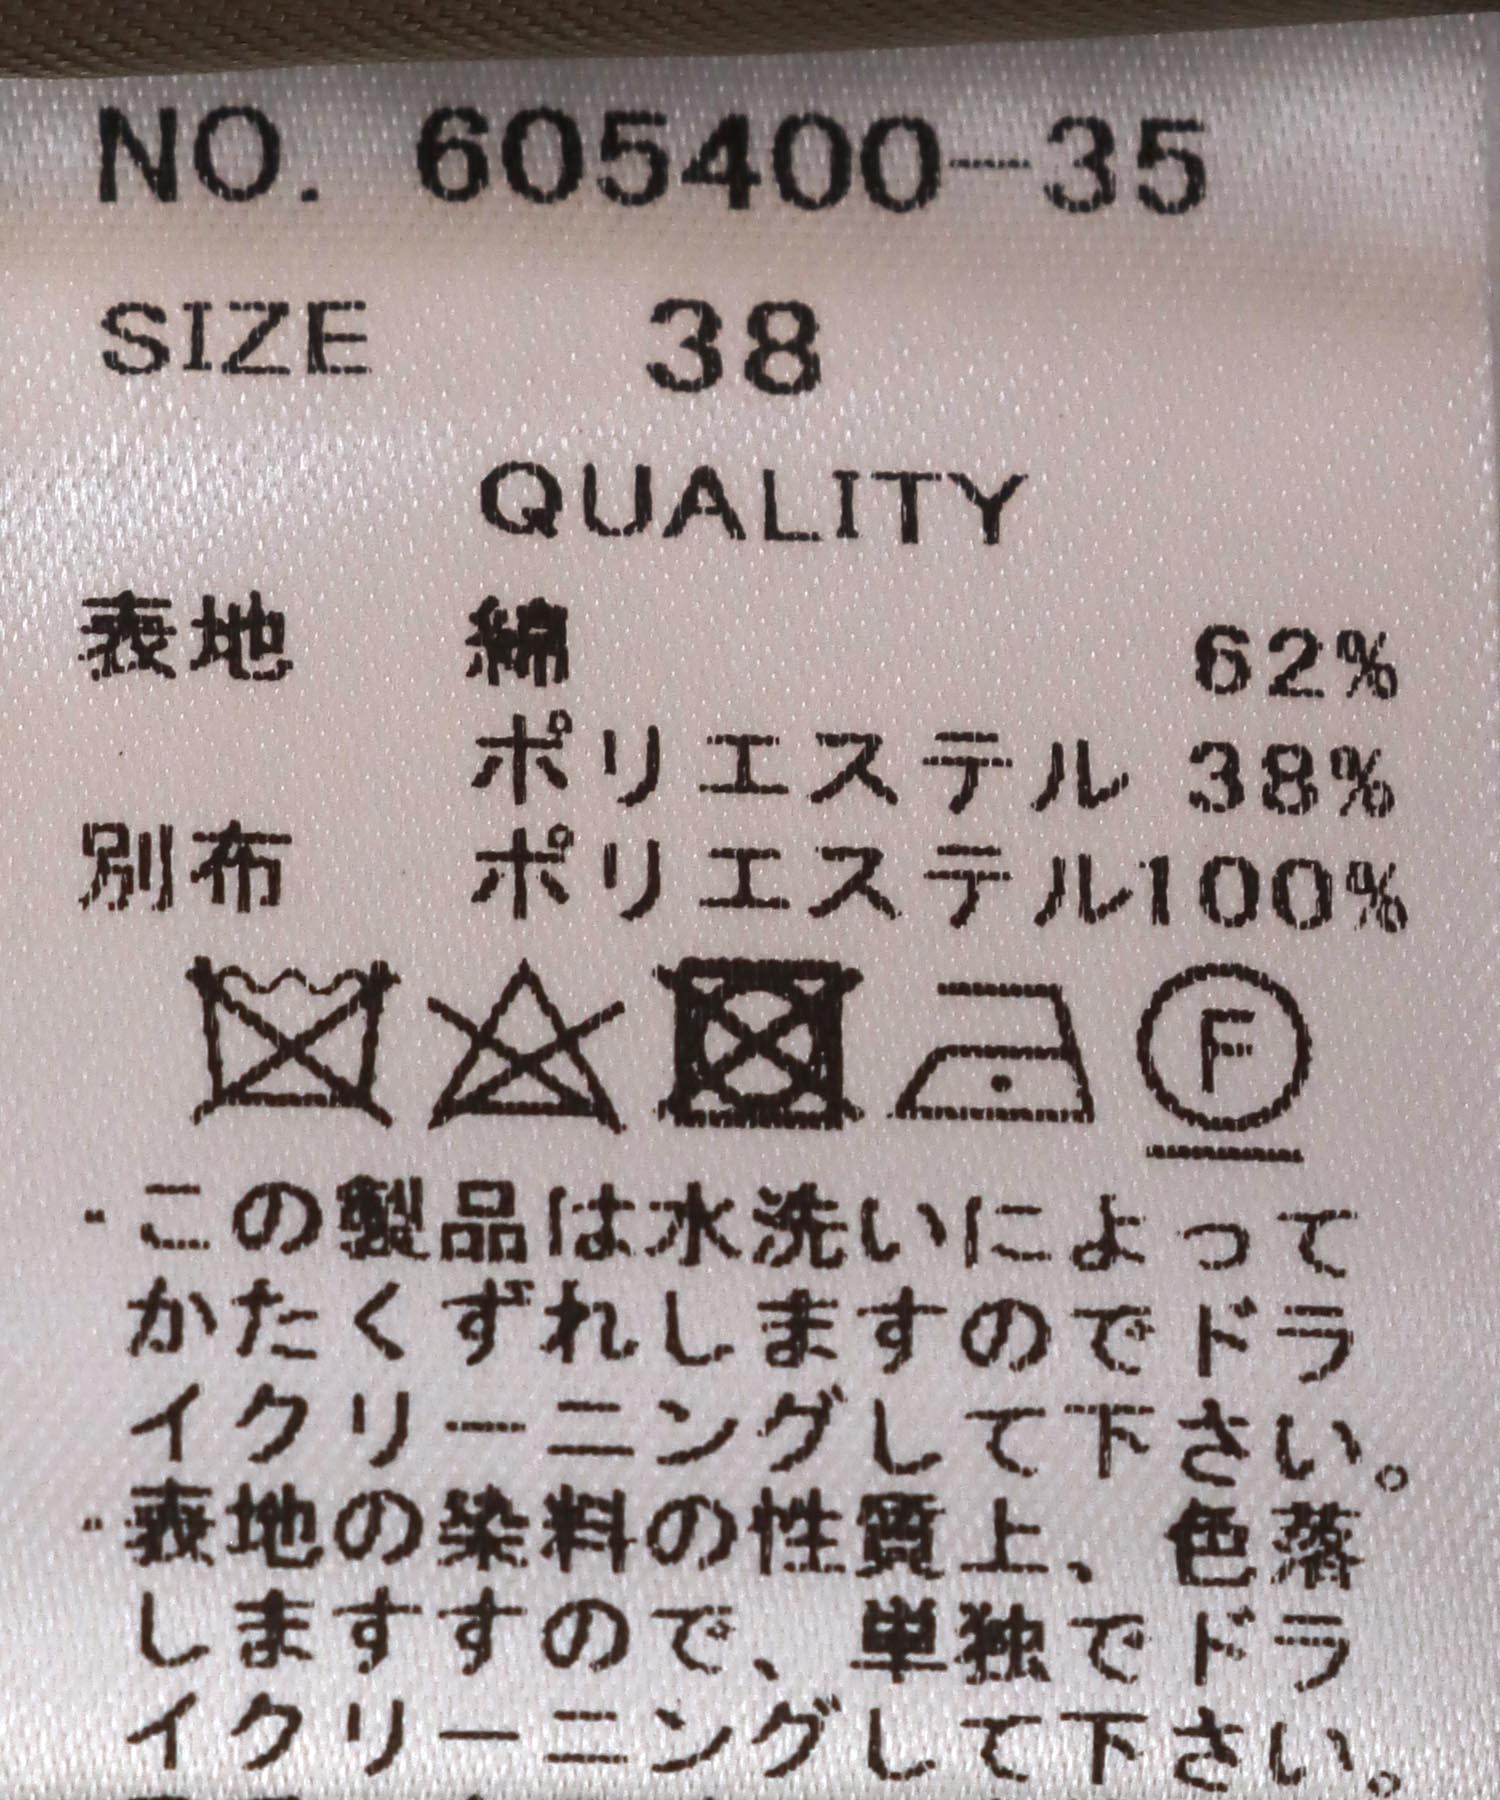 NO. 605400-35
SIZE 38
QUALITY
表地 綿 62%
ポリエステル 38%
別布 ポリエステル100%
F
・この製品は水洗いによって
かたくずれしますのでドラ
イクリーニングして下さい。
・表地の染料の性質上、色落
しますすので、単独でドラ
イクリーニングして下さい。